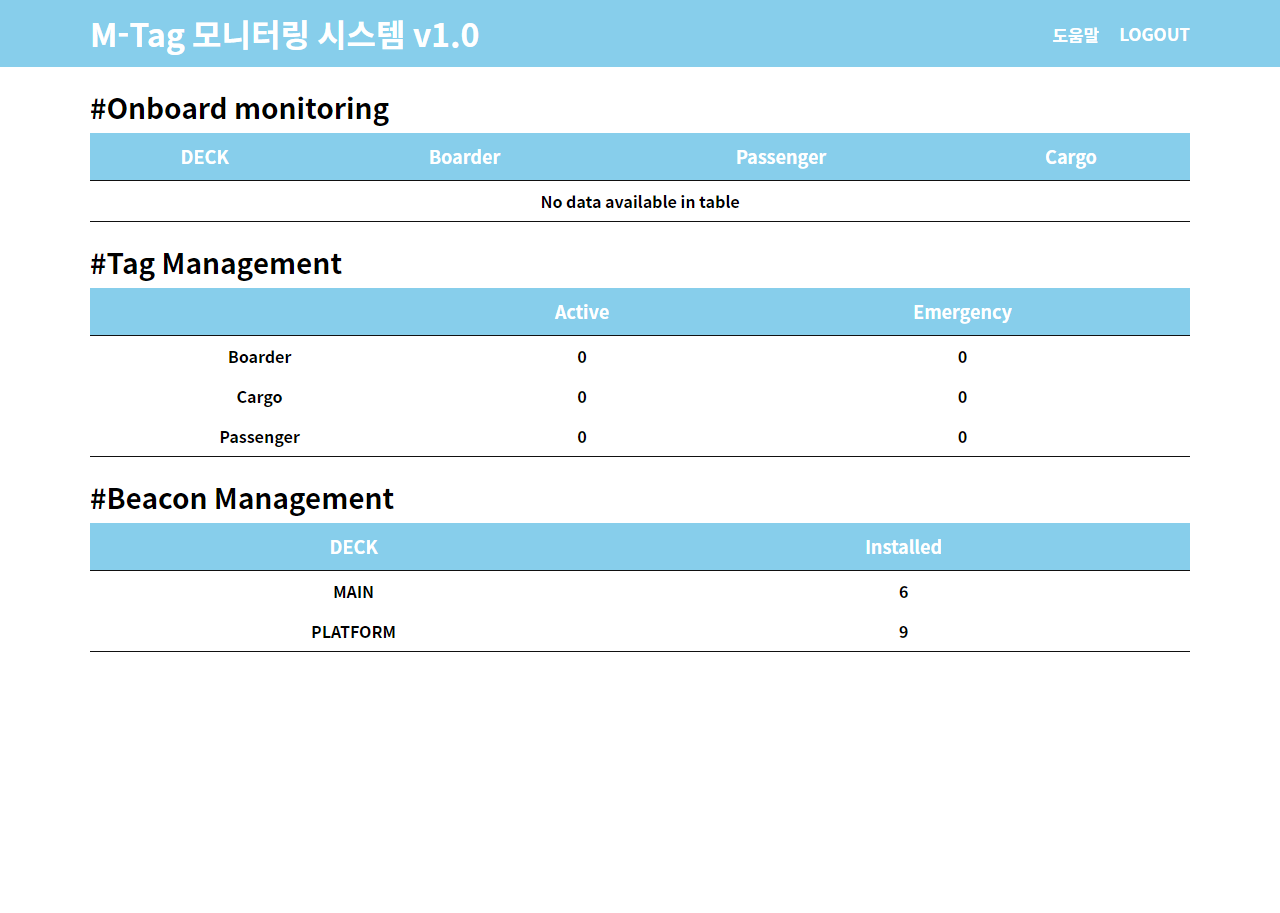 M-Tag 모니터링 시스템 v1.0 도움말 LOGOUT
#Onboard monitoring
DECK Boarder Passenger Cargo
No data available in table
#Tag Management
Active Emergency
Boarder 0 0
Cargo 0 0
Passenger 0 0
#Beacon Management
DECK Installed
MAIN 6
PLATFORM 9